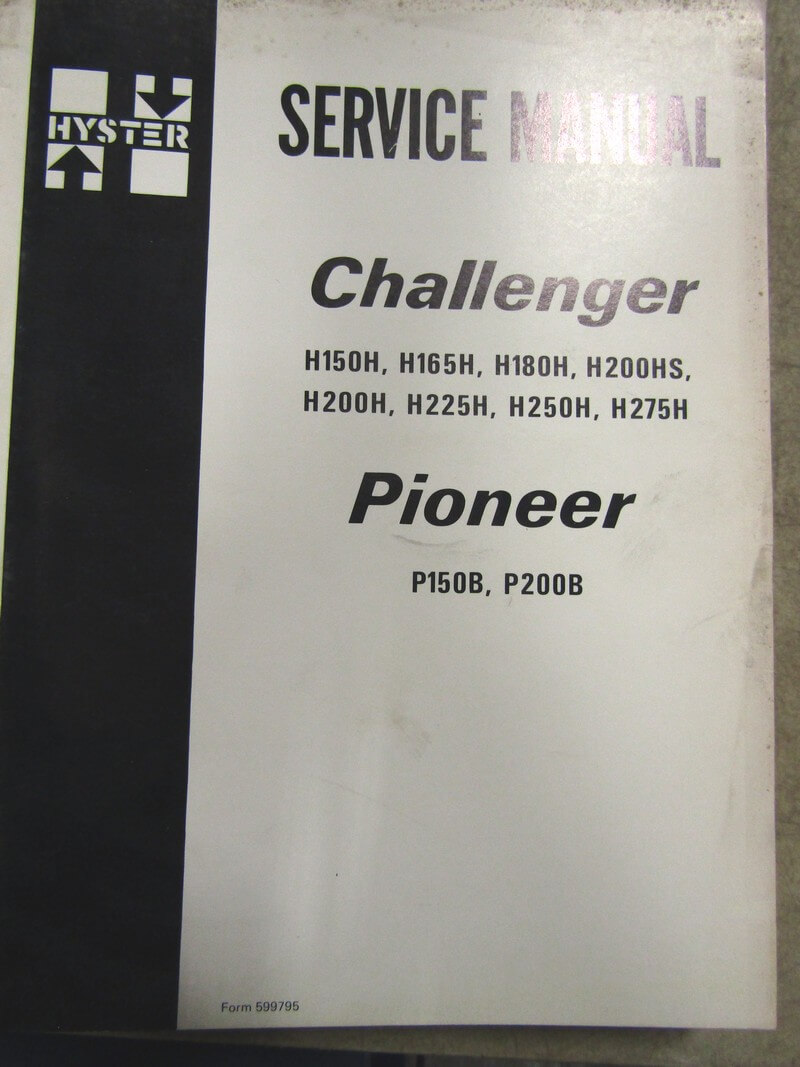 HYSTER
SERVICE MANUAL
Challenger
H150H, H165H, H180H, H200HS,
H200H, H225H, H250H, H275H
Pioneer
P150B, P200B
Form 599795